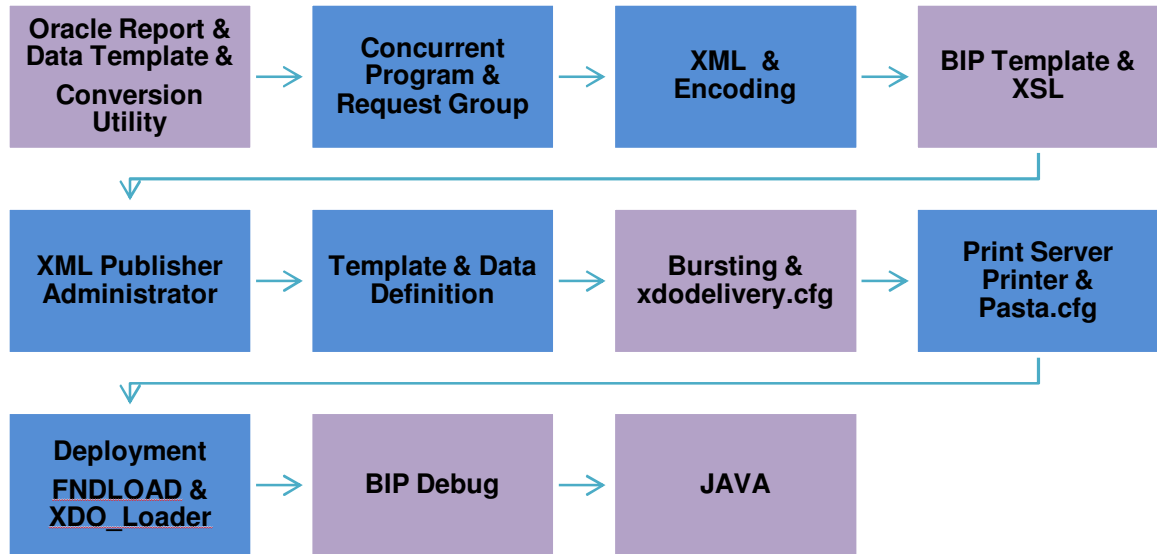 Oracle Report &
Data Template &
Conversion
Utility
Concurrent
Program &
Request Group
XML & 
Encoding
BIP Template &
XSL
XML Publisher
Administrator
Template & Data
Definition
Bursting &
xdodelivery.cfg
Print Server
Printer &
Pasta.cfg
Deployment
FNDLOAD &
XDO_Loader
BIP Debug
JAVA